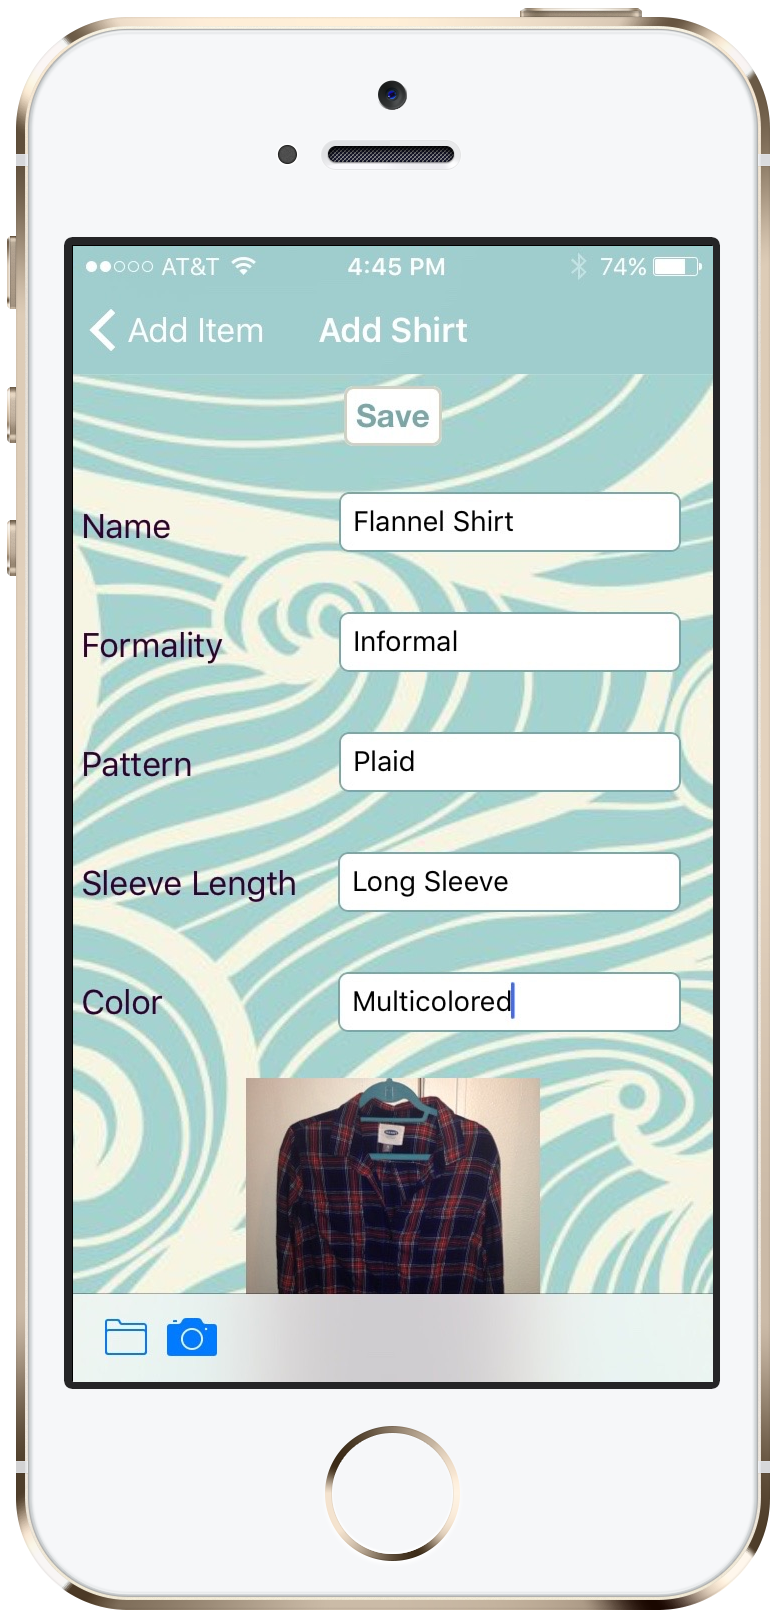 AT&T 4:45 PM 74%
Add Item Add Shirt
Save
Name Flannel Shirt
Formality Informal
Pattern Plaid
Sleeve Length Long Sleeve
Color Multicolored